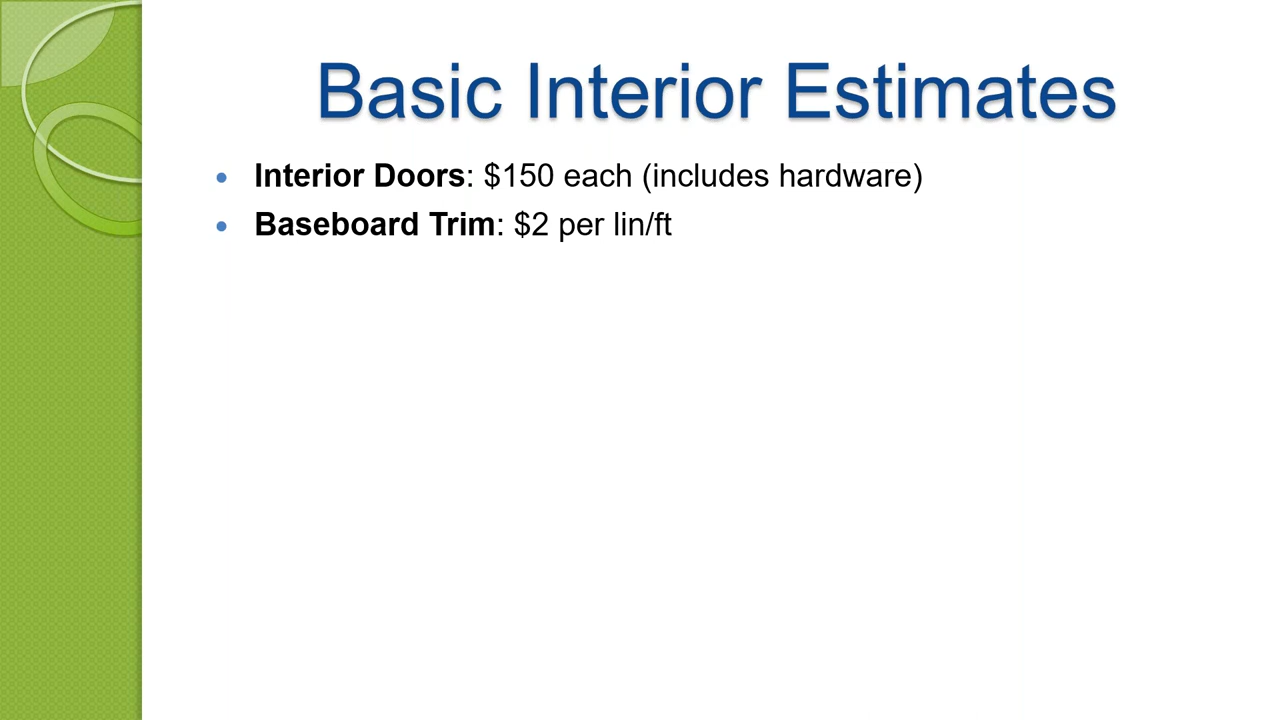 Basic Interior Estimates
• Interior Doors: $150 each (includes hardware)
• Baseboard Trim: $2 per lin/ft